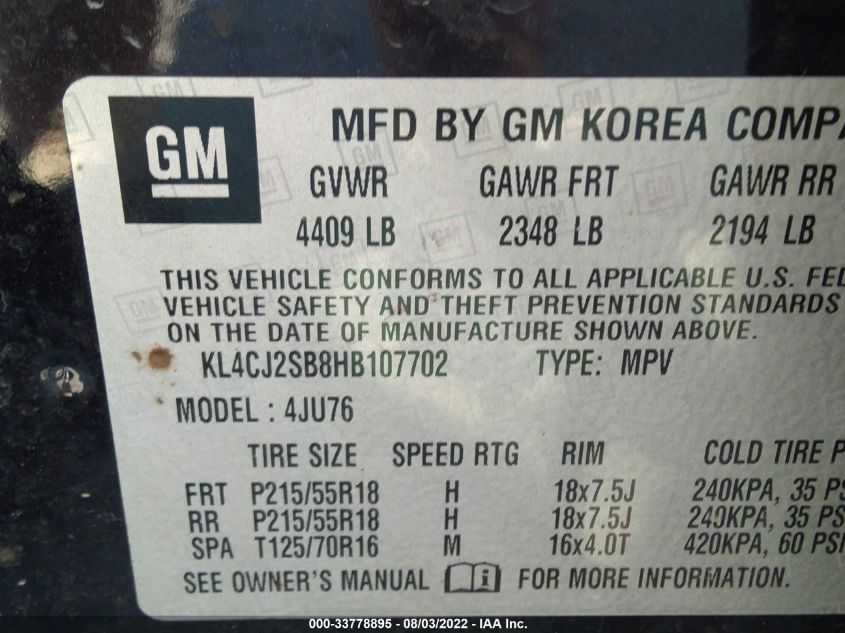 GM
MFD BY GM KOREA COMPA
GVWR GAWR FRT GAWR RR
4409 LB 2348 LB 2194 LB
THIS VEHICLE CONFORMS TO ALL APPLICABLE U.S. FED
VEHICLE SAFETY AND THEFT PREVENTION STANDARDS
ON THE DATE OF MANUFACTURE SHOWN ABOVE.
KL4CJ2SB8HB107702 TYPE: MPV
MODEL : 4JU76
TIRE SIZE SPEED RTG RIM COLD TIRE P
FRT P215/55R18 H 18x7.5J 240KPA, 35 PS
RR P215/55R18 H 18x7.5J 240KPA, 35 PS
SPA T125/70R16 M 16x4.0T 420KPA, 60 PSI
SEE OWNER'S MANUAL i FOR MORE INFORMATION.
000-33778895 - 08/03/2022 - IAA Inc.